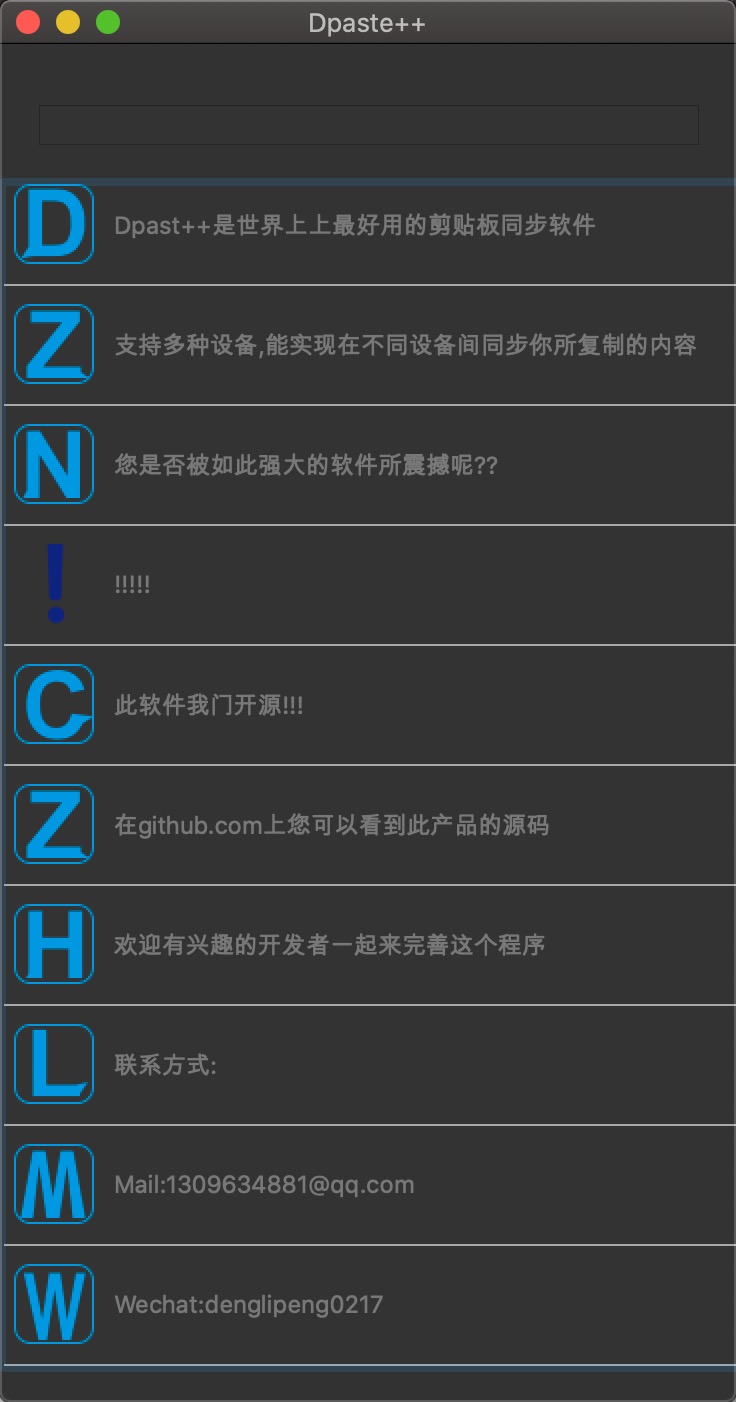 Dpaste++
D Dpast++是世界上上最好用的剪贴板同步软件
Z 支持多种设备,能实现在不同设备间同步你所复制的内容
N 您是否被如此强大的软件所震撼呢??
! !!!!!
C 此软件我门开源!!!
Z 在github.com上您可以看到此产品的源码
H 欢迎有兴趣的开发者一起来完善这个程序
L 联系方式:
M Mail:1309634881@qq.com
W Wechat:denglipeng0217